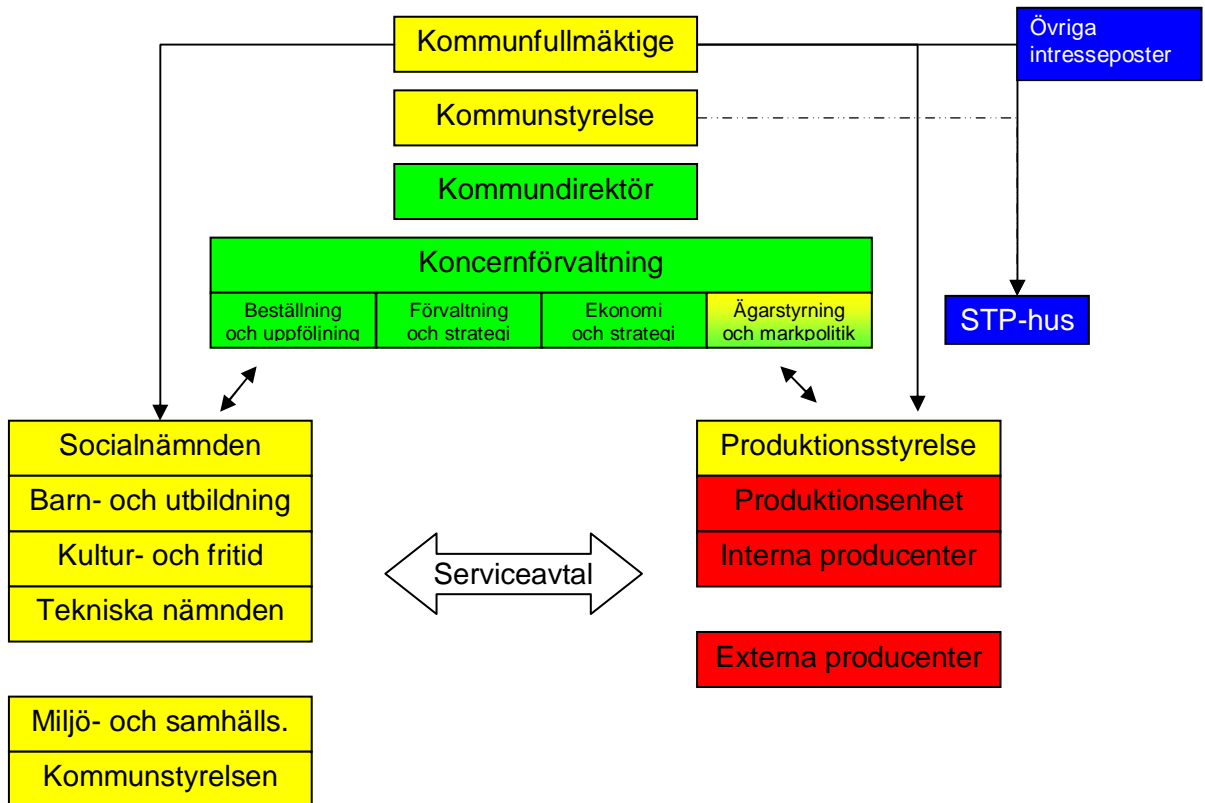 Kommunfullmäktige
Övriga
intresseposter
Kommunstyrelse
Kommundirektör
Koncernförvaltning
Beställning
och uppföljning
Förvaltning
och strategi
Ekonomi
och strategi
Ägarstyrning
och markpolitik
STP-hus
Socialnämnden
Barn- och utbildning
Kultur- och fritid
Tekniska nämnden
Serviceavtal
Produktionsstyrelse
Produktionsenhet
Interna producenter
Externa producenter
Miljö- och samhälls.
Kommunstyrelsen